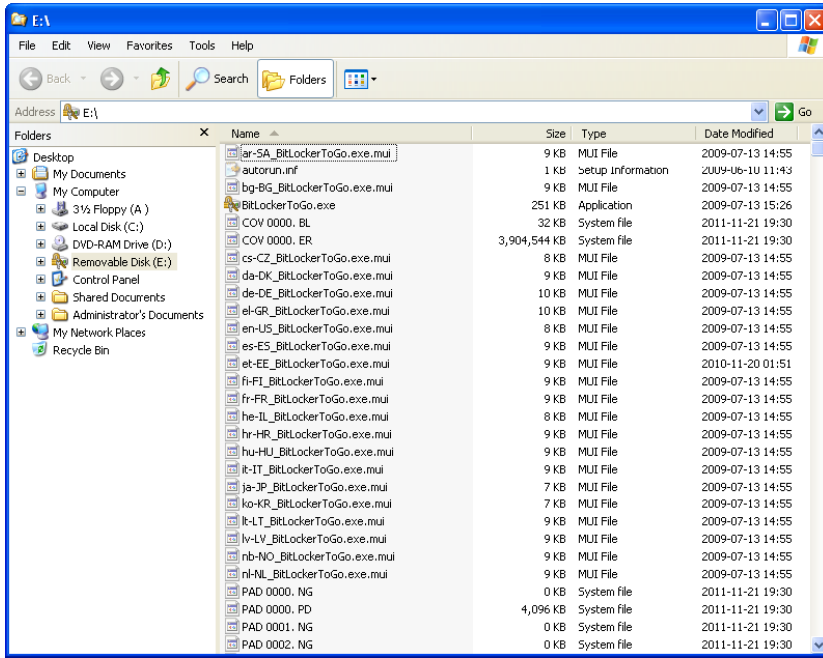 E:\
File Edit View Favorites Tools Help
Back Search Folders
Address E:\ Go
Folders x Name Size Type Date Modified
Desktop
My Documents
My Computer
3½ Floppy (A )
Local Disk (C:)
DVD-RAM Drive (D:)
Removable Disk (E:)
Control Panel
Shared Documents
Administrator's Documents
My Network Places
Recycle Bin
ar-SA_BitLockerToGo.exe.mui 9 KB MUI File 2009-07-13 14:55
autorun.inf 1 KB Setup Information 2009-06-10 11:43
bg-BG_BitLockerToGo.exe.mui 9 KB MUI File 2009-07-13 14:55
BitLockerToGo.exe 251 KB Application 2009-07-13 15:26
COV 0000. BL 32 KB System file 2011-11-21 19:30
COV 0000. ER 3,904,544 KB System file 2011-11-21 19:30
cs-CZ_BitLockerToGo.exe.mui 8 KB MUI File 2009-07-13 14:55
da-DK_BitLockerToGo.exe.mui 9 KB MUI File 2009-07-13 14:55
de-DE_BitLockerToGo.exe.mui 10 KB MUI File 2009-07-13 14:55
el-GR_BitLockerToGo.exe.mui 10 KB MUI File 2009-07-13 14:55
en-US_BitLockerToGo.exe.mui 8 KB MUI File 2009-07-13 14:55
es-ES_BitLockerToGo.exe.mui 9 KB MUI File 2009-07-13 14:55
et-EE_BitLockerToGo.exe.mui 9 KB MUI File 2010-11-20 01:51
fi-FI_BitLockerToGo.exe.mui 9 KB MUI File 2009-07-13 14:55
fr-FR_BitLockerToGo.exe.mui 9 KB MUI File 2009-07-13 14:55
he-IL_BitLockerToGo.exe.mui 8 KB MUI File 2009-07-13 14:55
hr-HR_BitLockerToGo.exe.mui 9 KB MUI File 2009-07-13 14:55
hu-HU_BitLockerToGo.exe.mui 9 KB MUI File 2009-07-13 14:55
it-IT_BitLockerToGo.exe.mui 9 KB MUI File 2009-07-13 14:55
ja-JP_BitLockerToGo.exe.mui 7 KB MUI File 2009-07-13 14:55
ko-KR_BitLockerToGo.exe.mui 7 KB MUI File 2009-07-13 14:55
lt-LT_BitLockerToGo.exe.mui 9 KB MUI File 2009-07-13 14:55
lv-LV_BitLockerToGo.exe.mui 9 KB MUI File 2009-07-13 14:55
nb-NO_BitLockerToGo.exe.mui 9 KB MUI File 2009-07-13 14:55
nl-NL_BitLockerToGo.exe.mui 9 KB MUI File 2009-07-13 14:55
PAD 0000. NG 0 KB System file 2011-11-21 19:30
PAD 0000. PD 4,096 KB System file 2011-11-21 19:30
PAD 0001. NG 0 KB System file 2011-11-21 19:30
PAD 0002. NG 0 KB System file 2011-11-21 19:30